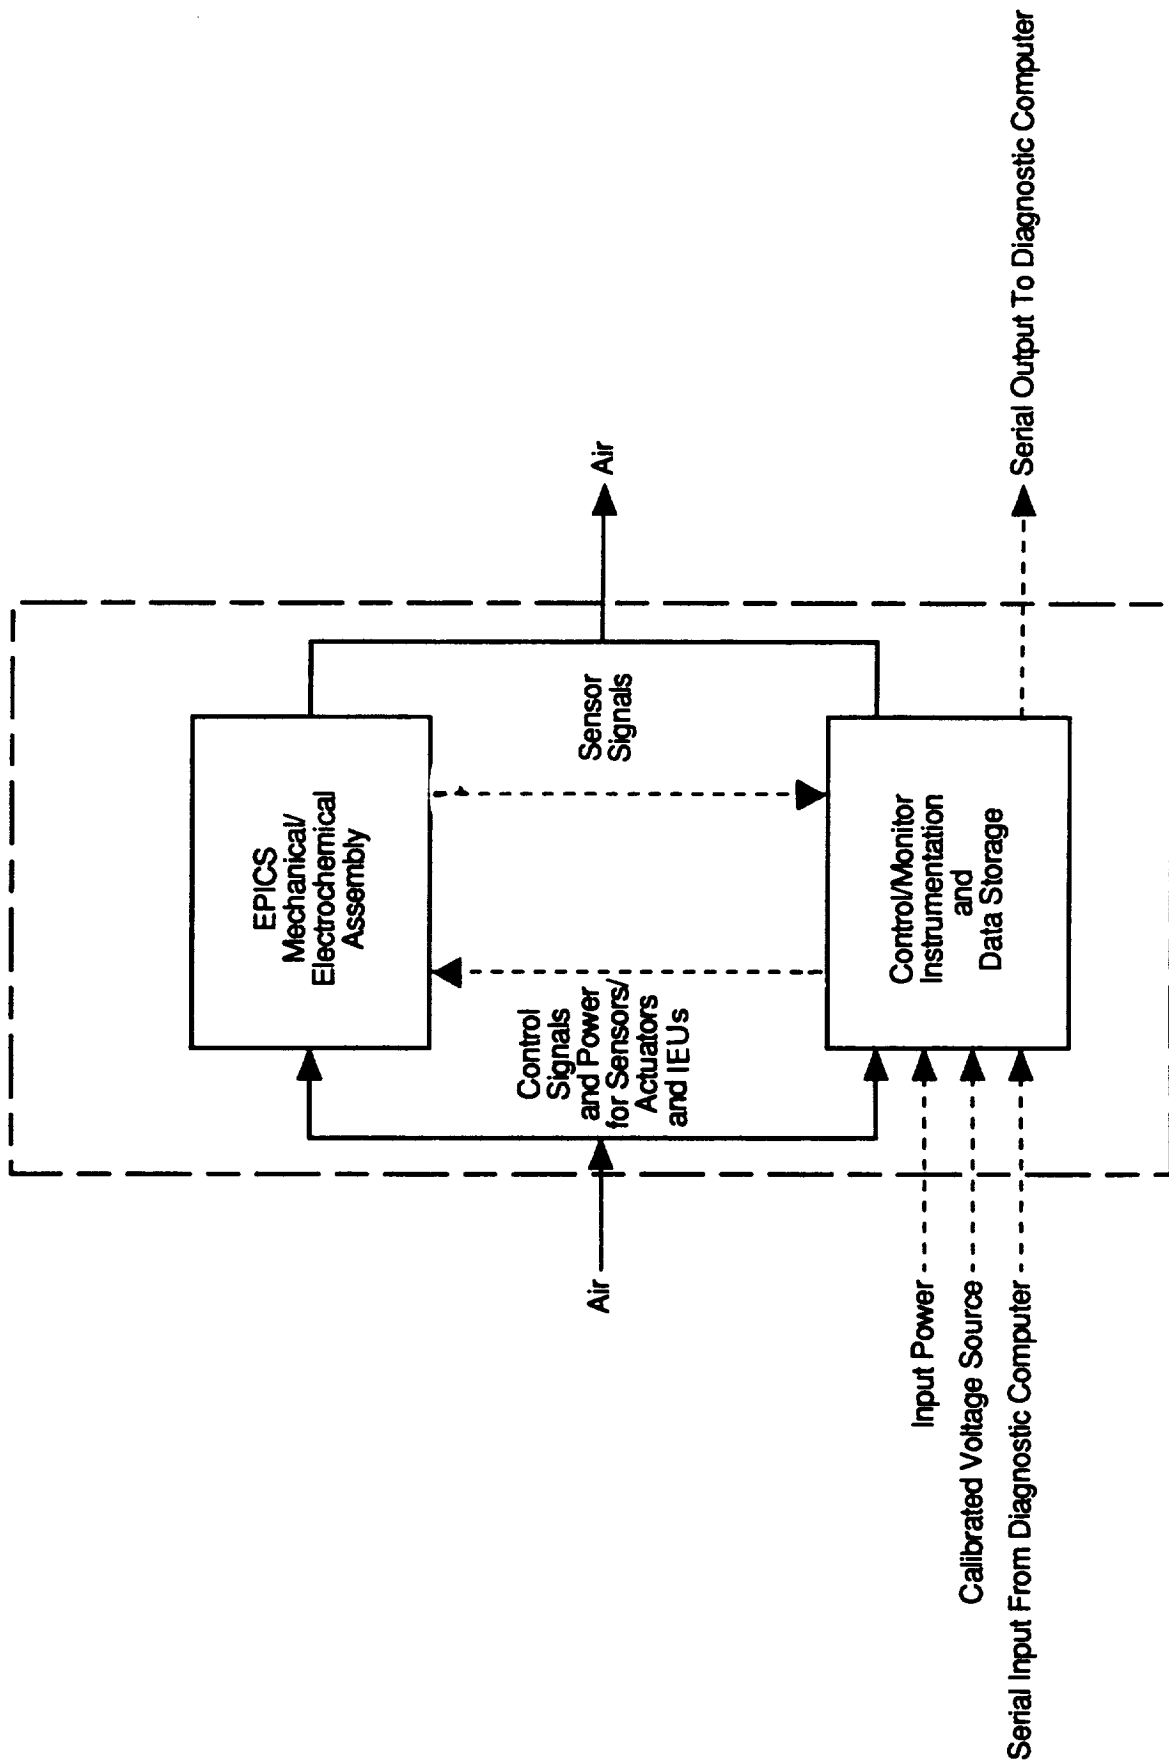 EPICS
Mechanical/
Electrochemical
Assembly
Air
Control
Signals
and Power
for Sensors/
Actuators
and IEUs
Sensor
Signals
Air
Control/Monitor
Instrumentation
and
Data Storage
Input Power
Calibrated Voltage Source
Serial Input From Diagnostic Computer
Serial Output To Diagnostic Computer